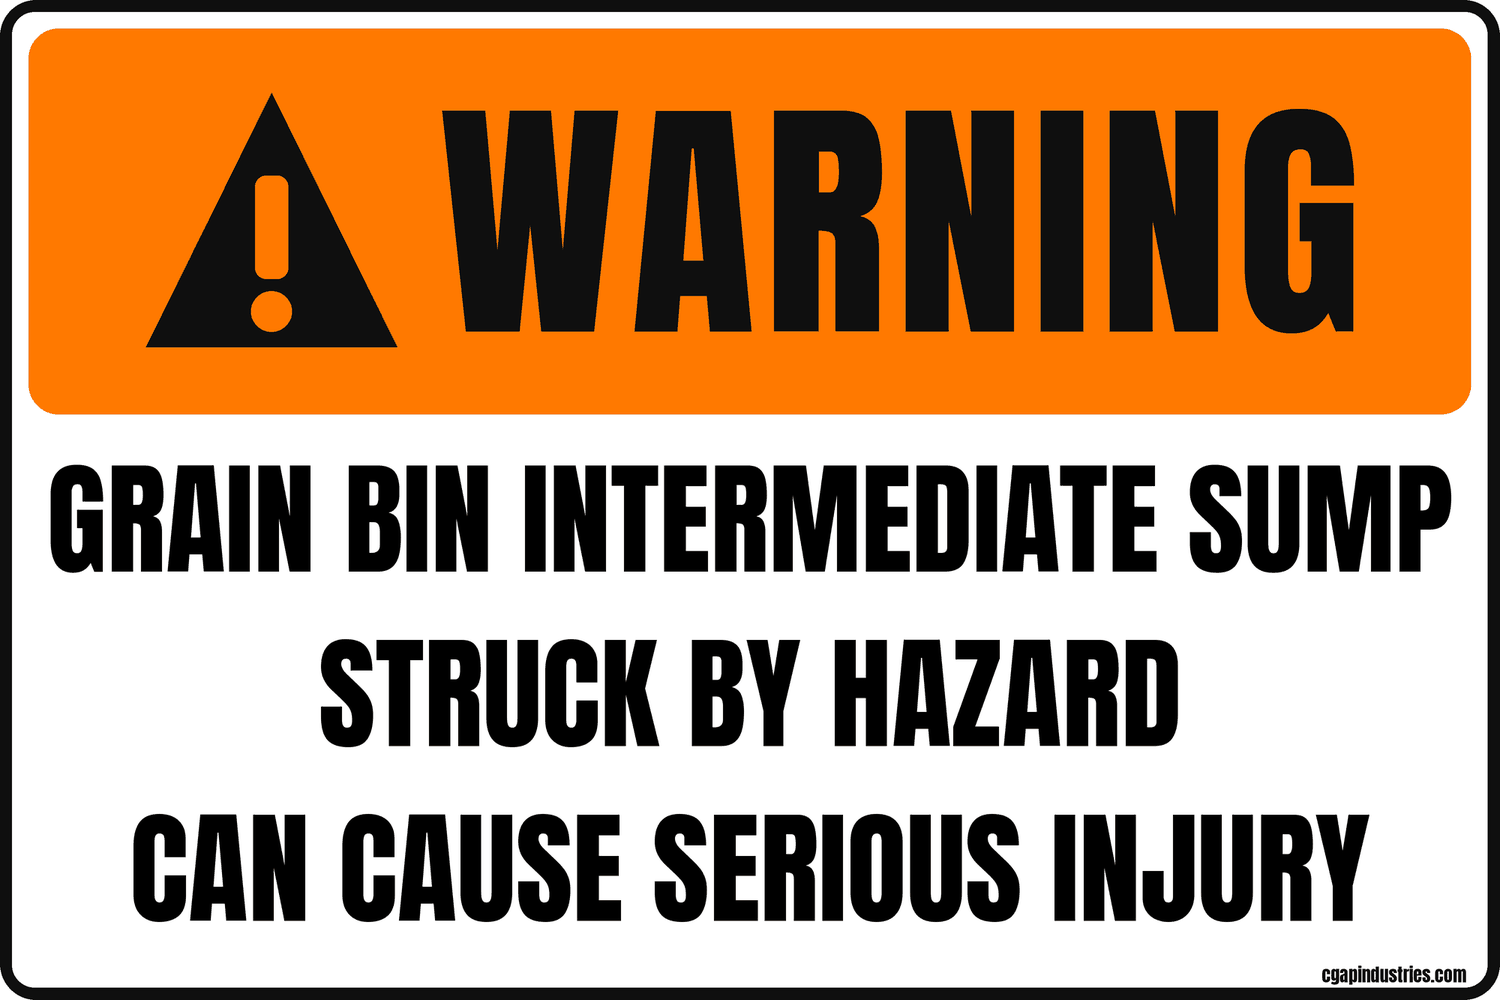 WARNING
GRAIN BIN INTERMEDIATE SUMP
STRUCK BY HAZARD
CAN CAUSE SERIOUS INJURY
cgapindustries.com